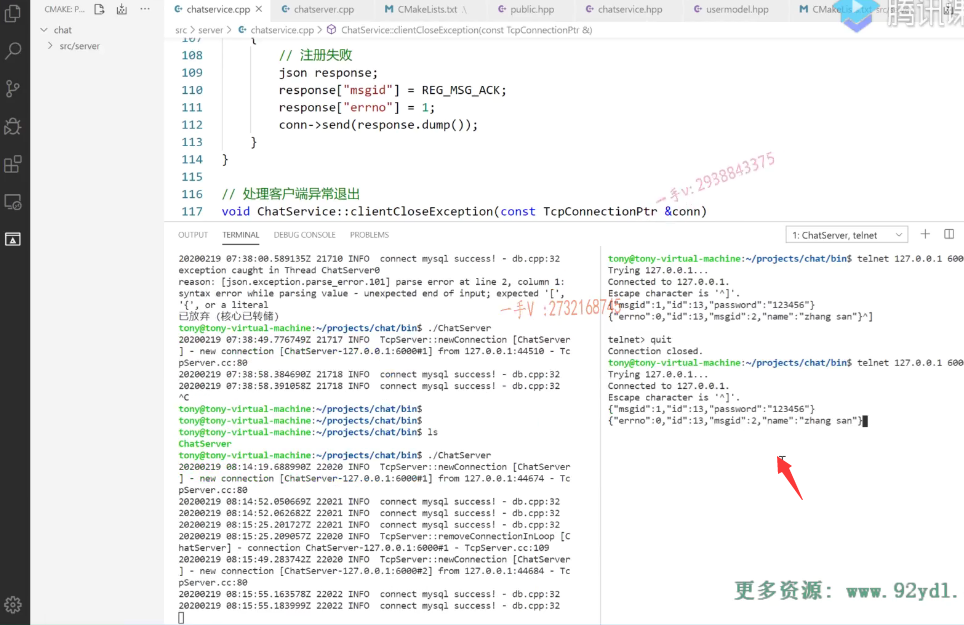 CMAKE: P... ···
chatservice.cpp × chatserver.cpp CMakeLists.txt public.hpp chatservice.hpp usermodel.hpp
腾讯课
chat
src/server
src > server > chatservice.cpp > ChatService::clientCloseException(const TcpConnectionPtr &)
107 {
108 // 注册失败
109 json response;
110 response["msgid"] = REG_MSG_ACK;
111 response["errno"] = 1;
112 conn->send(response.dump());
113 }
114 }
115
116 // 处理客户端异常退出
117 void ChatService::clientCloseException(const TcpConnectionPtr &conn)
一手v: 2938843375
OUTPUT TERMINAL DEBUG CONSOLE PROBLEMS 1: ChatServer, telnet
20200219 07:38:00.589135Z 21710 INFO connect mysql success! - db.cpp:32
exception caught in Thread ChatServer0
reason: [json.exception.parse_error.101] parse error at line 2, column 1:
syntax error while parsing value - unexpected end of input; expected '[',
'{', or a literal
已放弃 (核心已转储)
tony@tony-virtual-machine:~/projects/chat/bin$ ./ChatServer
20200219 07:38:49.776749Z 21717 INFO TcpServer::newConnection [ChatServer
] - new connection [ChatServer-127.0.0.1:6000#1] from 127.0.0.1:44510 - Tc
pServer.cc:80
20200219 07:38:58.384690Z 21718 INFO connect mysql success! - db.cpp:32
20200219 07:38:58.391058Z 21718 INFO connect mysql success! - db.cpp:32
^C
tony@tony-virtual-machine:~/projects/chat/bin$
tony@tony-virtual-machine:~/projects/chat/bin$
tony@tony-virtual-machine:~/projects/chat/bin$ ls
ChatServer
tony@tony-virtual-machine:~/projects/chat/bin$ ./ChatServer
20200219 08:14:19.688990Z 22020 INFO TcpServer::newConnection [ChatServer
] - new connection [ChatServer-127.0.0.1:6000#1] from 127.0.0.1:44674 - Tc
pServer.cc:80
20200219 08:14:52.050669Z 22021 INFO connect mysql success! - db.cpp:32
20200219 08:14:52.062682Z 22021 INFO connect mysql success! - db.cpp:32
20200219 08:15:25.201727Z 22021 INFO connect mysql success! - db.cpp:32
20200219 08:15:25.209057Z 22020 INFO TcpServer::removeConnectionInLoop [C
hatServer] - connection ChatServer-127.0.0.1:6000#1 - TcpServer.cc:109
20200219 08:15:49.283742Z 22020 INFO TcpServer::newConnection [ChatServer
] - new connection [ChatServer-127.0.0.1:6000#2] from 127.0.0.1:44684 - Tc
pServer.cc:80
20200219 08:15:55.163578Z 22022 INFO connect mysql success! - db.cpp:32
20200219 08:15:55.183999Z 22022 INFO connect mysql success! - db.cpp:32
一手V :2732168745
tony@tony-virtual-machine:~/projects/chat/bin$ telnet 127.0.0.1 600
Trying 127.0.0.1...
Connected to 127.0.0.1.
Escape character is '^]'.
{"msgid":1,"id":13,"password":"123456"}
{"errno":0,"id":13,"msgid":2,"name":"zhang san"}^]
telnet> quit
Connection closed.
tony@tony-virtual-machine:~/projects/chat/bin$ telnet 127.0.0.1 600
Trying 127.0.0.1...
Connected to 127.0.0.1.
Escape character is '^]'.
{"msgid":1,"id":13,"password":"123456"}
{"errno":0,"id":13,"msgid":2,"name":"zhang san"}
更多资源: www.92ydl.